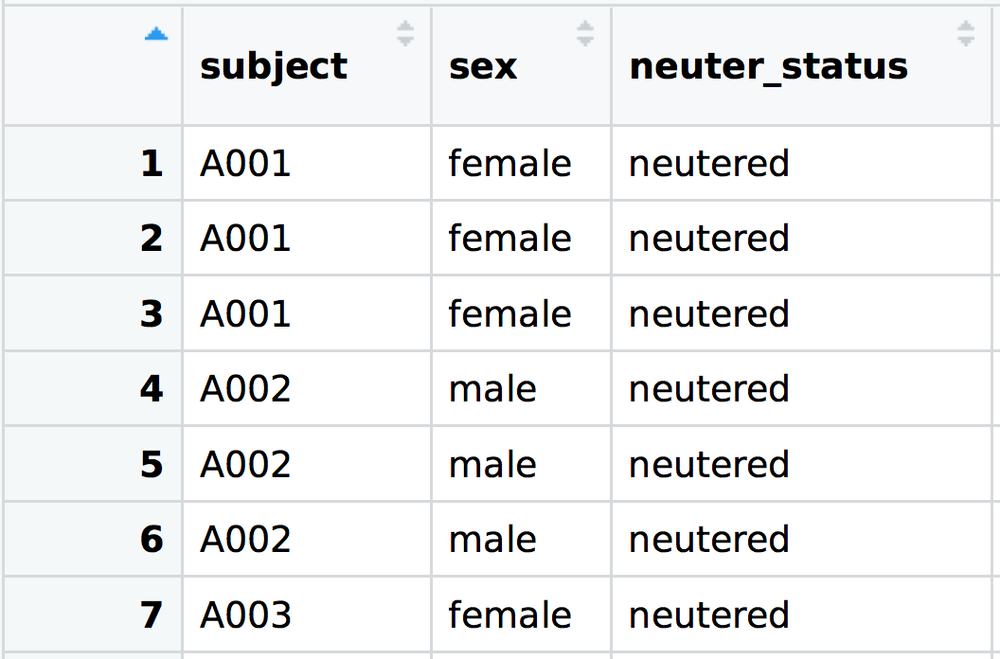 subject sex neuter_status
1 A001 female neutered
2 A001 female neutered
3 A001 female neutered
4 A002 male neutered
5 A002 male neutered
6 A002 male neutered
7 A003 female neutered